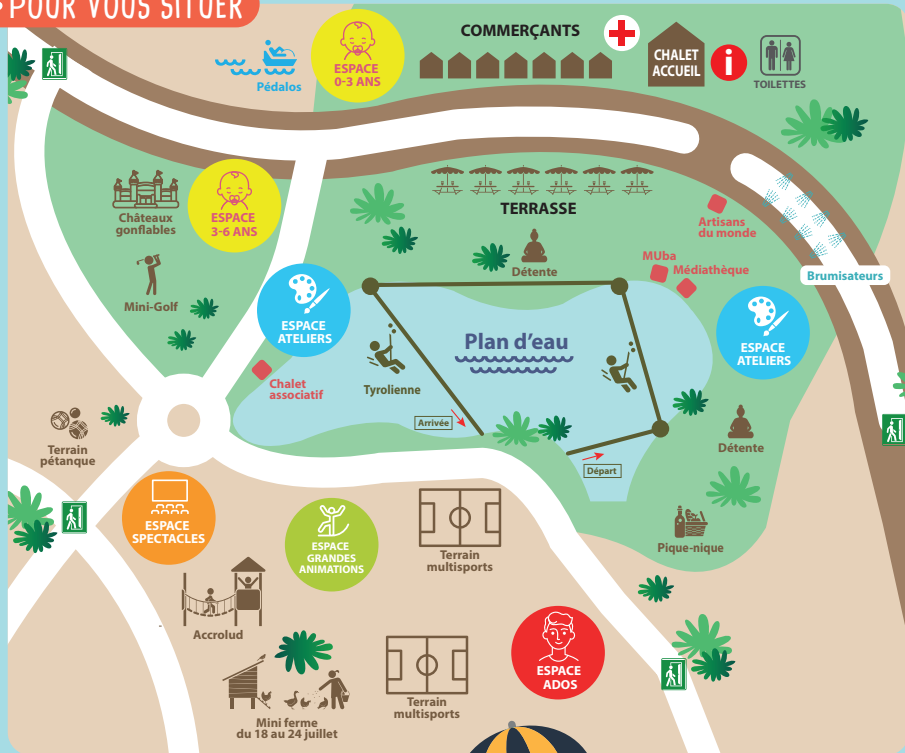 POUR VOUS SITUER
COMMERÇANTS
ESPACE
0-3 ANS
Pédalos
CHALET
ACCUEIL
i
TOILETTES
Châteaux
gonflables
ESPACE
3-6 ANS
TERRASSE
Artisans
du monde
Détente
MUba
Médiathèque
Brumisateurs
Mini-Golf
ESPACE
ATELIERS
Plan d'eau
ESPACE
ATELIERS
Chalet
associatif
Tyrolienne
Arrivée
Départ
Terrain
pétanque
Détente
ESPACE
SPECTACLES
ESPACE
GRANDES
ANIMATIONS
Terrain
multisports
Pique-nique
Accrolud
ESPACE
ADOS
Terrain
multisports
Mini ferme
du 18 au 24 juillet